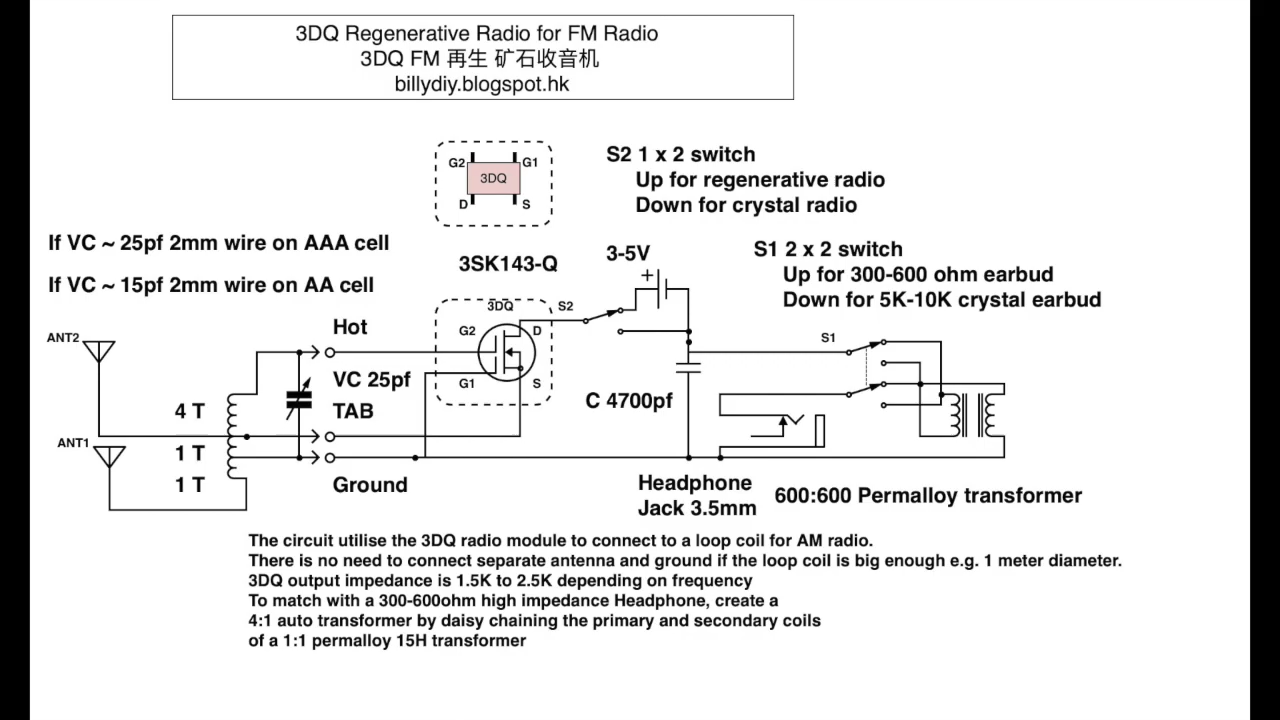 3DQ Regenerative Radio for FM Radio
3DQ FM 再生 矿石收音机
billydiy.blogspot.hk
G2
G1
3DQ
D
S
S2 1 x 2 switch
Up for regenerative radio
Down for crystal radio
If VC ~ 25pf 2mm wire on AAA cell
If VC ~ 15pf 2mm wire on AA cell
3SK143-Q
3-5V
+
S1 2 x 2 switch
Up for 300-600 ohm earbud
Down for 5K-10K crystal earbud
3DQ
S2
ANT2
Hot
G2
D
S1
G1
S
VC 25pf
C 4700pf
4 T
TAB
ANT1
1 T
1 T
Ground
Headphone
Jack 3.5mm
600:600 Permalloy transformer
The circuit utilise the 3DQ radio module to connect to a loop coil for AM radio.
There is no need to connect separate antenna and ground if the loop coil is big enough e.g. 1 meter diameter.
3DQ output impedance is 1.5K to 2.5K depending on frequency
To match with a 300-600ohm high impedance Headphone, create a
4:1 auto transformer by daisy chaining the primary and secondary coils
of a 1:1 permalloy 15H transformer